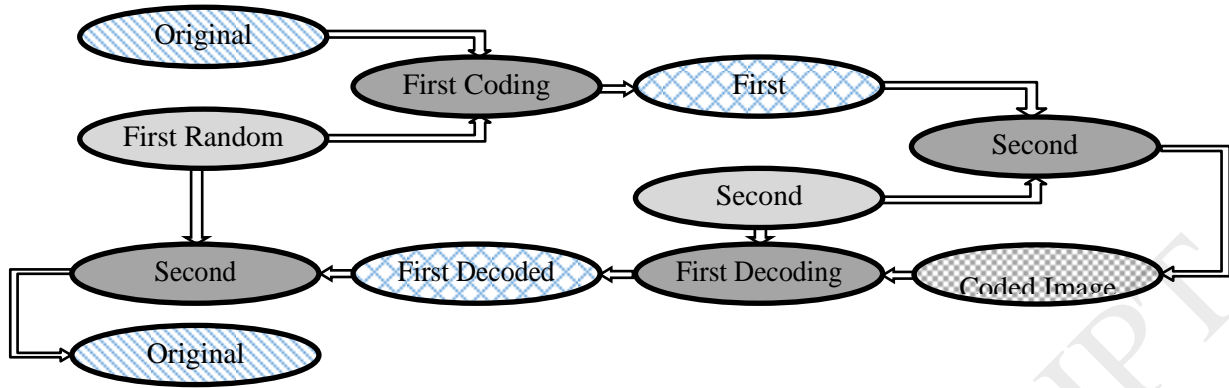 Original
First Coding
First
First Random
Second
Second
Second
First Decoded
First Decoding
Coded Image
Original